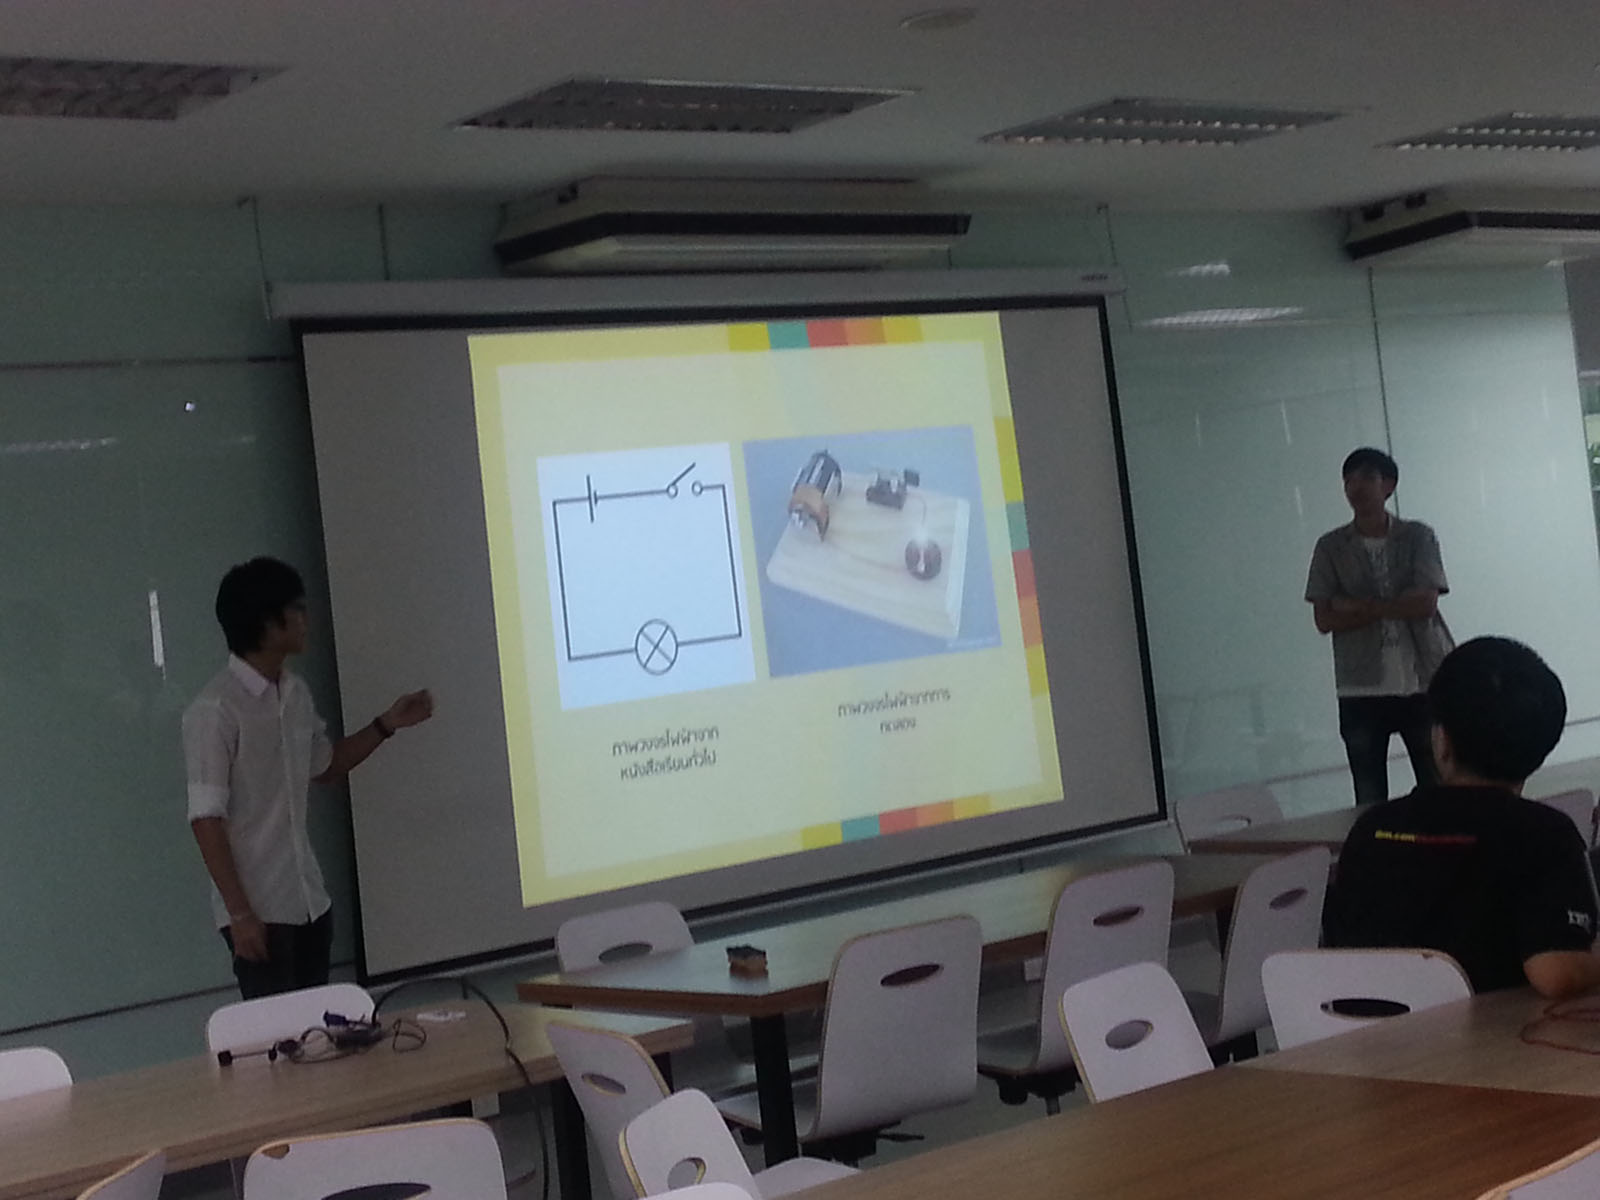 ภาพวงจรไฟฟ้าจาก
หนังสือเรียนทั่วไป
ภาพวงจรไฟฟ้าจากการ
ทดลอง